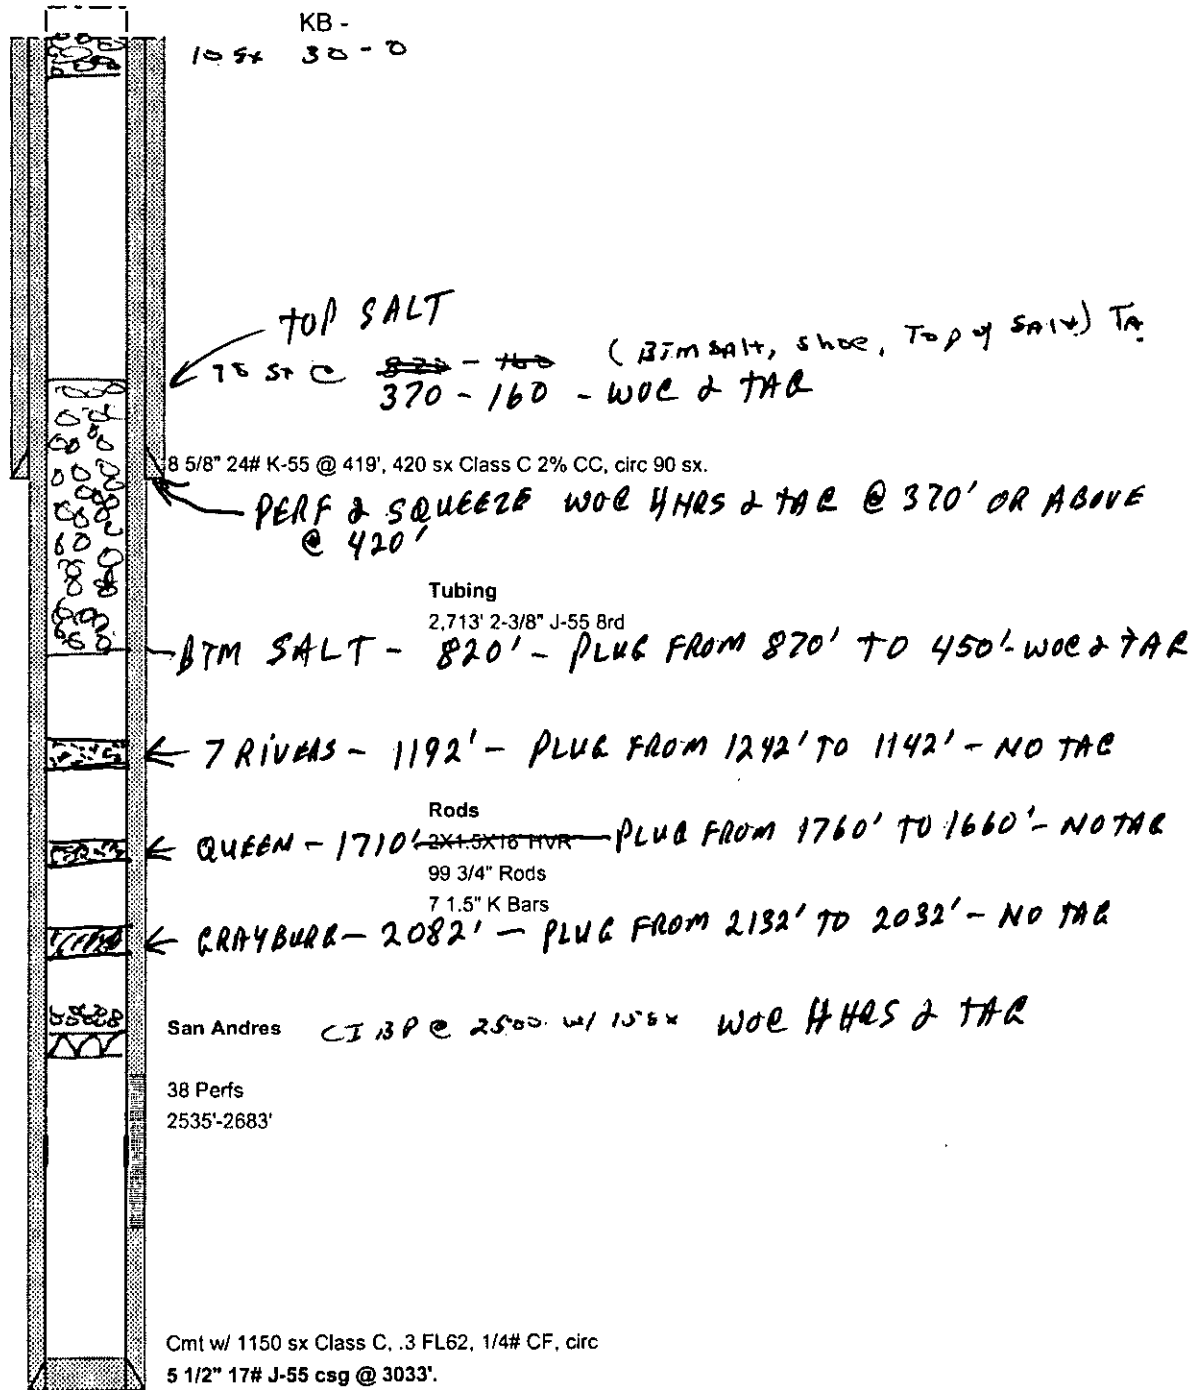 KB -
10 sx 30-0
TOP SALT
75 sx @ 820 - 160 (BTM SAlt, shoe, Top of SAlt) TA
370 - 160 - WOC & TAG
8 5/8" 24# K-55 @ 419', 420 sx Class C 2% CC, circ 90 sx.
PERF & SQUEEZE WOC 4 HRS & TAG @ 370' OR ABOVE
@ 420'
Tubing
2,713' 2-3/8" J-55 8rd
BTM SALT - 820' - PLUG FROM 870' TO 450' - WOC & TAG
7 RIVERS - 1192' - PLUG FROM 1242' TO 1142' - NO TAG
Rods
QUEEN - 1710' 2X1.5X16' HVR PLUG FROM 1760' TO 1660' - NO TAG
99 3/4" Rods
7 1.5" K Bars
GRAYBURG - 2082' - PLUG FROM 2132' TO 2032' - NO TAG
San Andres CIBP @ 2500. w/ 15 sx WOC 4 HRS & TAG
38 Perfs
2535'-2683'
Cmt w/ 1150 sx Class C, .3 FL62, 1/4# CF, circ
5 1/2" 17# J-55 csg @ 3033'.